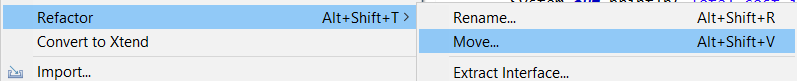 Refactor Alt+Shift+T >
Convert to Xtend
Import...
Rename... Alt+Shift+R
Move... Alt+Shift+V
Extract Interface...